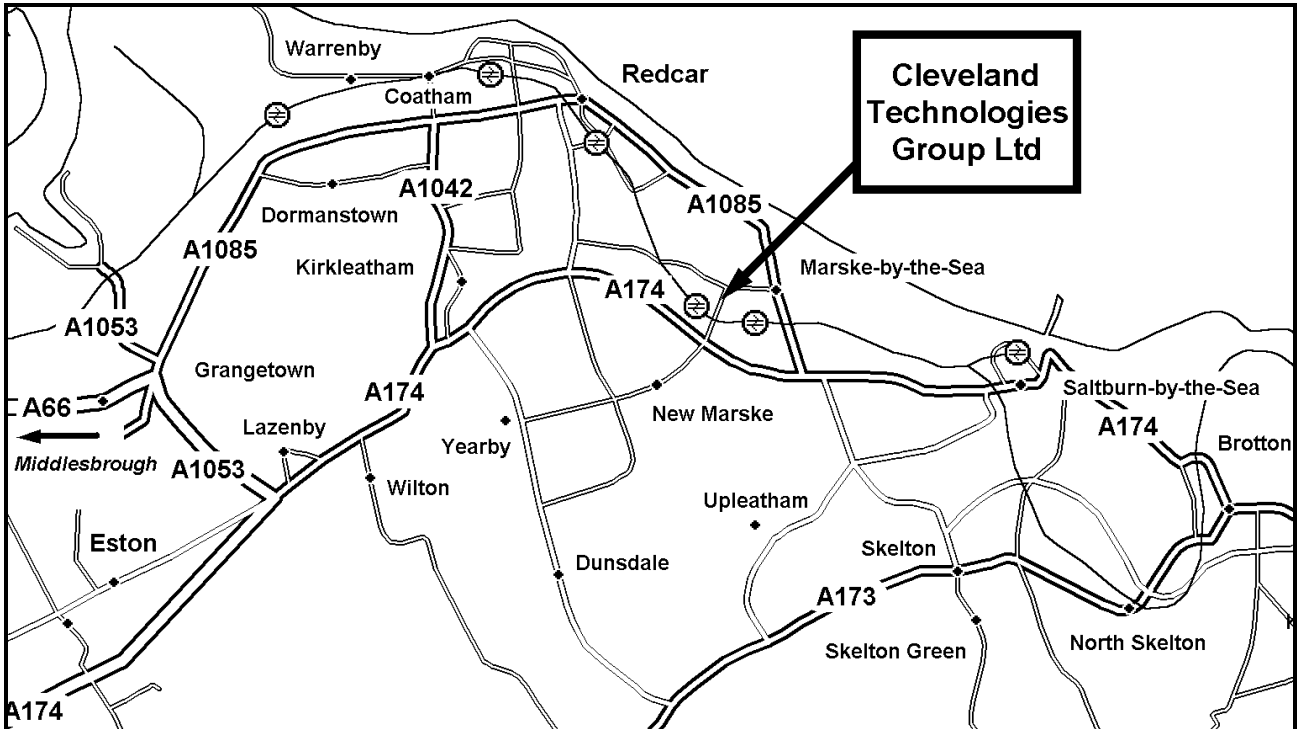 Warrenby
Redcar
Cleveland
Technologies
Group Ltd
Coatham
A1042
Dormanstown
A1085
A1085
Kirkleatham
Marske-by-the-Sea
A174
A1053
Grangetown
A174
Saltburn-by-the-Sea
A66
New Marske
A174
Lazenby
Yearby
Brotton
Middlesbrough
A1053
Wilton
Upleatham
Eston
Skelton
Dunsdale
A173
Skelton Green
North Skelton
A174